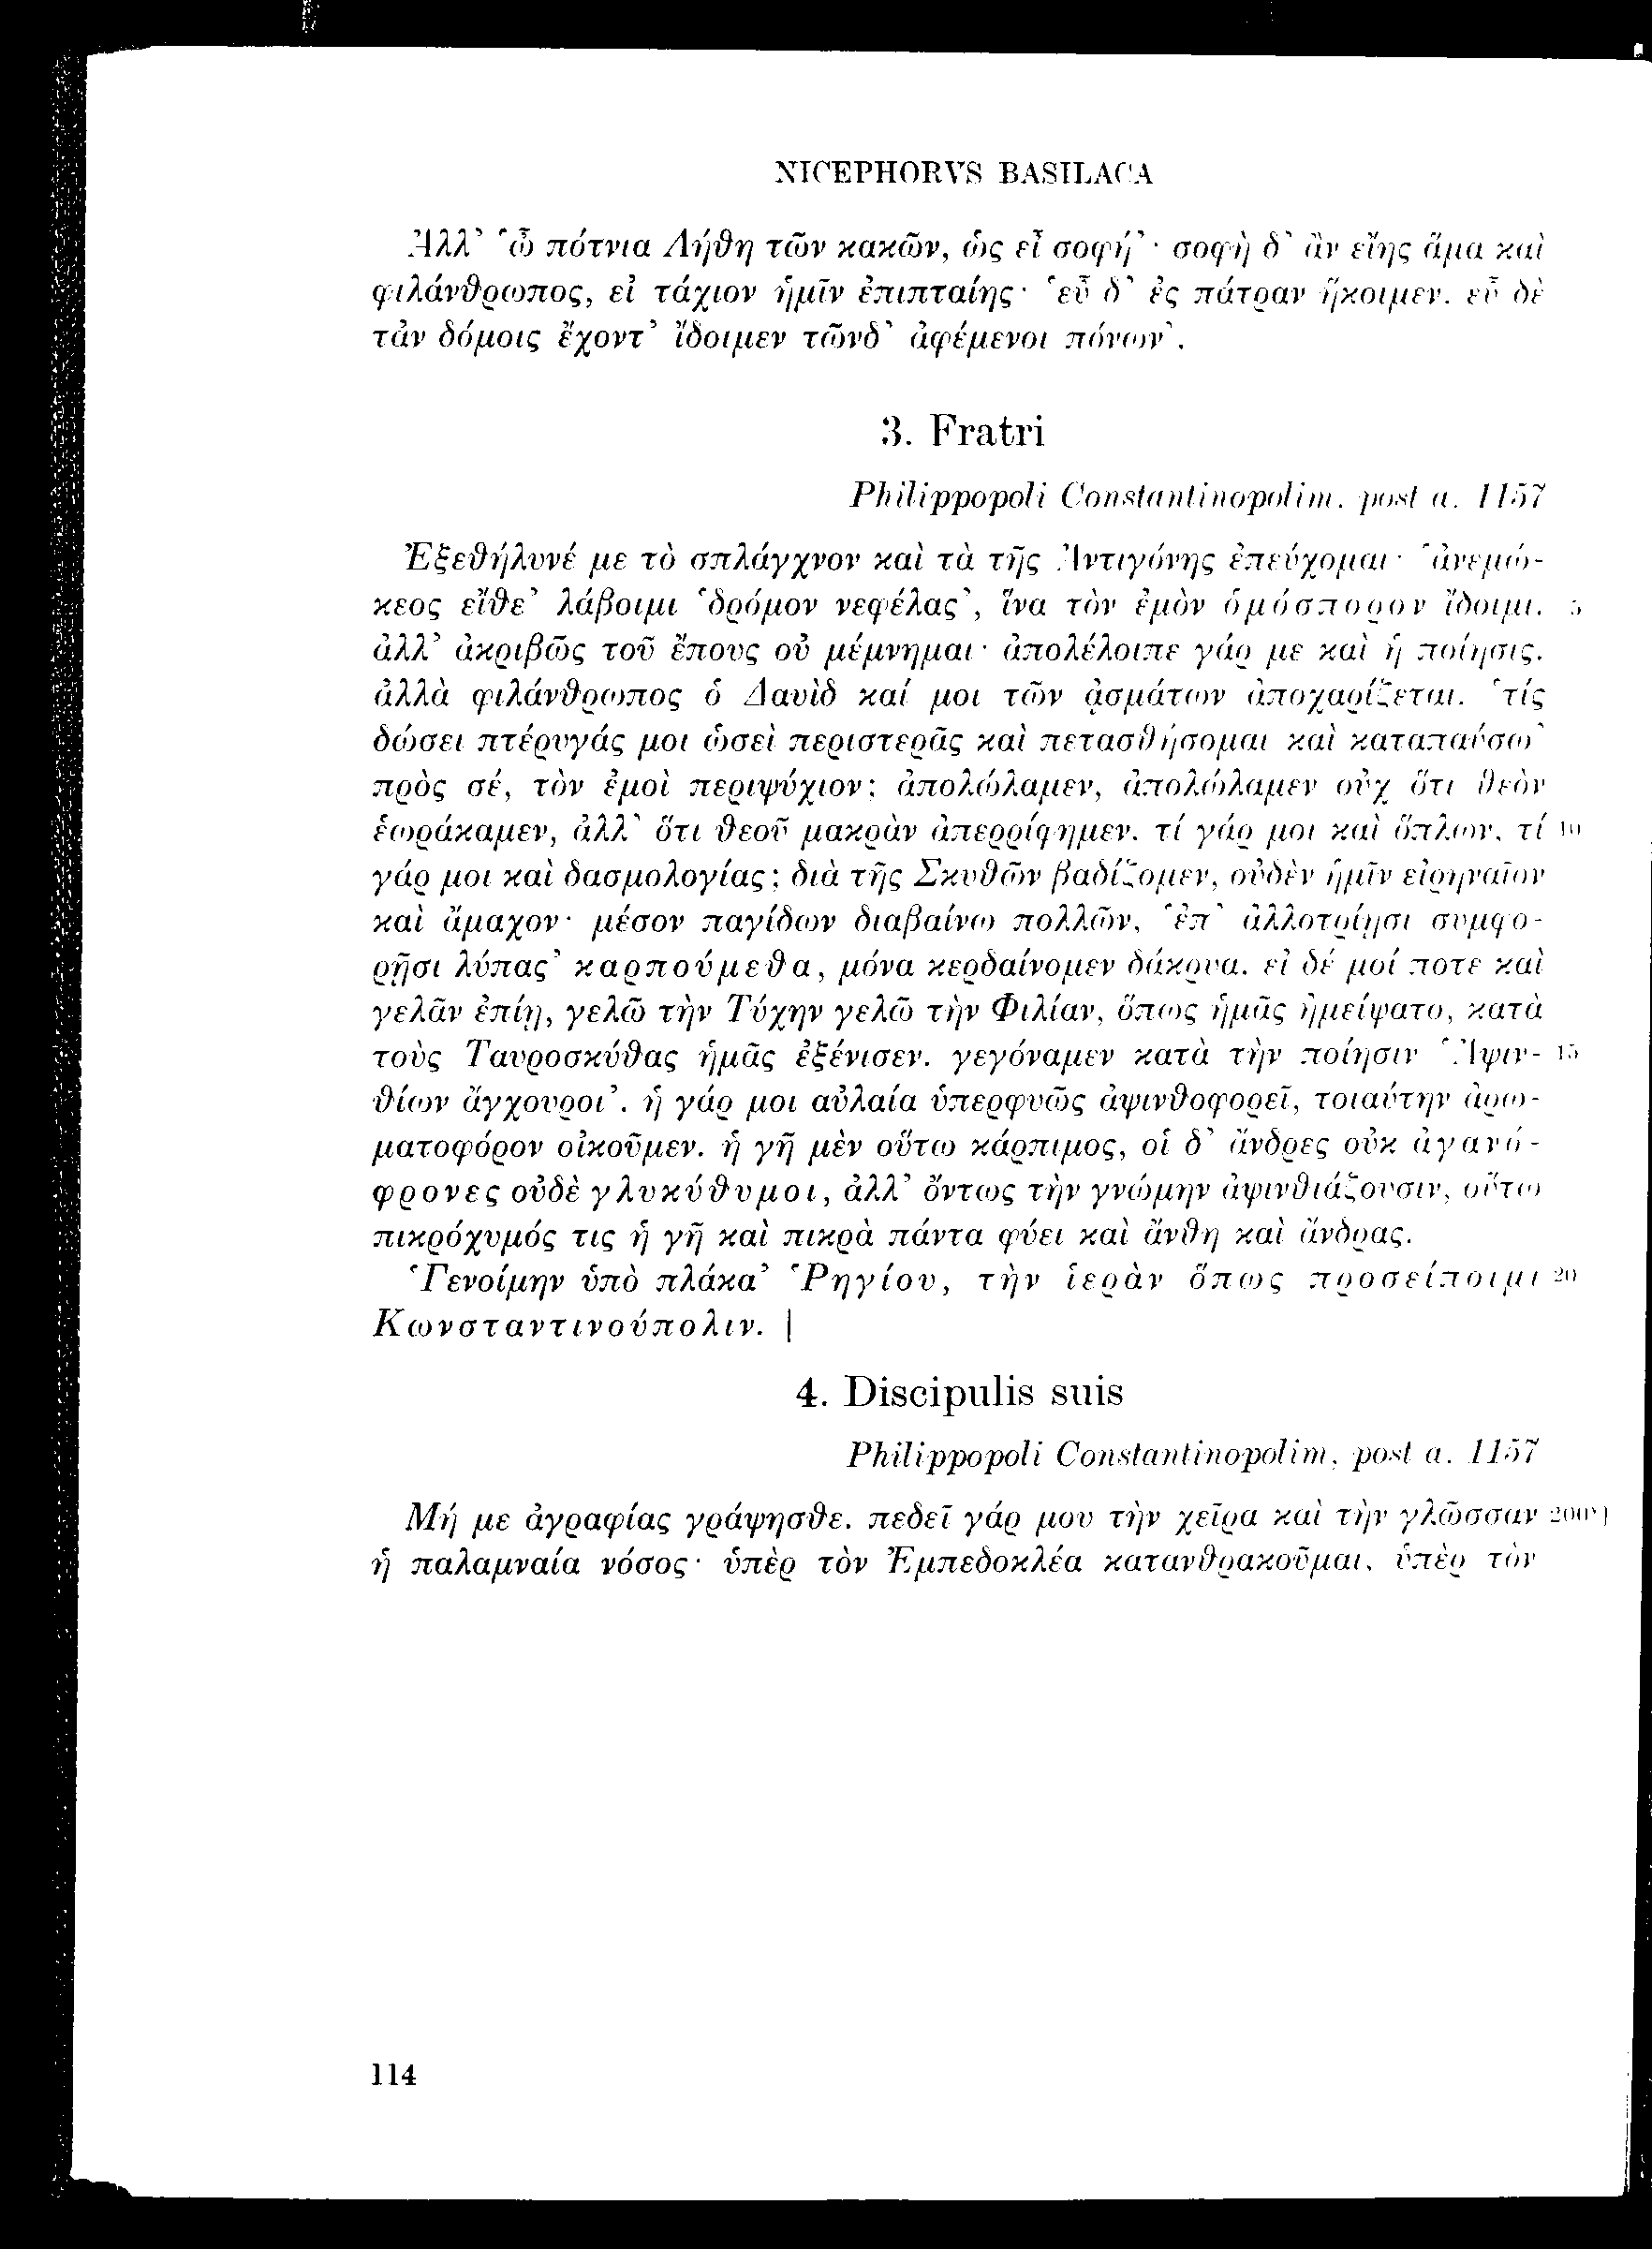 NICEPHORVS BASILACA
Ἀλλ’ ‘ὦ πότνια Λήθη τῶν κακῶν, ὡς εἶ σοφή’· σοφὴ δ’ ἂν εἴης ἅμα καὶ
φιλάνθρωπος, εἰ τάχιον ἡμῖν ἐπιπταίης· ‘εὖ δ’ ἐς πάτραν ἥκοιμεν. εὖ δὲ
τἀν δόμοις ἔχοντ’ ἴδοιμεν τῶνδ’ ἀφέμενοι πόνων’.
3. Fratri
Philippopoli Constantinopolim, post a. 1157
Ἐξεθήλυνέ με τὸ σπλάγχνον καὶ τὰ τῆς Ἀντιγόνης ἐπεύχομαι· ‘ἀνεμώ-
κεος εἴθε’ λάβοιμι ‘δρόμον νεφέλας’, ἵνα τὸν ἐμὸν ὁμόσπορον ἴδοιμι. 5
ἀλλ’ ἀκριβῶς τοῦ ἔπους οὐ μέμνημαι· ἀπολέλοιπε γάρ με καὶ ἡ ποίησις.
ἀλλὰ φιλάνθρωπος ὁ Δαυὶδ καί μοι τῶν ᾀσμάτων ἀποχαρίζεται. ‘τίς
δώσει πτέρυγάς μοι ὡσεὶ περιστερᾶς καὶ πετασθήσομαι καὶ καταπαύσω’
πρὸς σέ, τὸν ἐμοὶ περιψύχιον; ἀπολώλαμεν, ἀπολώλαμεν οὐχ ὅτι θεὸν
ἑωράκαμεν, ἀλλ’ ὅτι θεοῦ μακρὰν ἀπερρίφημεν. τί γάρ μοι καὶ ὅπλων, τί 10
γάρ μοι καὶ δασμολογίας; διὰ τῆς Σκυθῶν βαδίζομεν, οὐδὲν ἡμῖν εἰρηναῖον
καὶ ἄμαχον· μέσον παγίδων διαβαίνω πολλῶν, ‘ἐπ’ ἀλλοτρίῃσι συμφο-
ρῇσι λύπας’ καρπούμεθα, μόνα κερδαίνομεν δάκρυα. εἰ δέ μοί ποτε καὶ
γελᾶν ἐπίῃ, γελῶ τὴν Τύχην γελῶ τὴν Φιλίαν, ὅπως ἡμᾶς ἠμείψατο, κατὰ
τοὺς Ταυροσκύθας ἡμᾶς ἐξένισεν. γεγόναμεν κατὰ τὴν ποίησιν ‘Ἀψιν- 15
θίων ἄγχουροι’. ἡ γάρ μοι αὐλαία ὑπερφυῶς ἀψινθοφορεῖ, τοιαύτην ἀρω-
ματοφόρον οἰκοῦμεν. ἡ γῆ μὲν οὕτω κάρπιμος, οἱ δ’ ἄνδρες οὐκ ἀγανό-
φρονες οὐδὲ γλυκύθυμοι, ἀλλ’ ὄντως τὴν γνώμην ἀψινθιάζουσιν, οὕτω
πικρόχυμός τις ἡ γῆ καὶ πικρὰ πάντα φύει καὶ ἄνθη καὶ ἄνδρας.
‘Γενοίμην ὑπὸ πλάκα’ Ῥηγίου, τὴν ἱερὰν ὅπως προσείποιμι 20
Κωνσταντινούπολιν. |
4. Discipulis suis
Philippopoli Constantinopolim, post a. 1157
Μή με ἀγραφίας γράψησθε. πεδεῖ γάρ μου τὴν χεῖρα καὶ τὴν γλῶσσαν
ἡ παλαμναία νόσος· ὑπὲρ τὸν Ἐμπεδοκλέα κατανθρακοῦμαι, ὑπὲρ τὸν
114